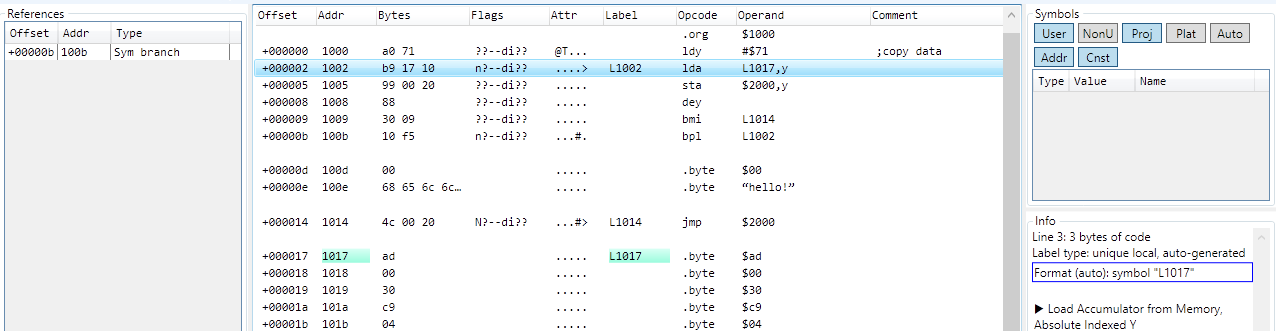 References
Offset Addr Type
+00000b 100b Sym branch
Offset Addr Bytes Flags Attr Label Opcode Operand Comment
.org $1000
+000000 1000 a0 71 ??--di?? @T... ldy #$71 ;copy data
+000002 1002 b9 17 10 n?--di?? ....> L1002 lda L1017,y
+000005 1005 99 00 20 ??--di?? ..... sta $2000,y
+000008 1008 88 ??--di?? ..... dey
+000009 1009 30 09 ??--di?? ..... bmi L1014
+00000b 100b 10 f5 n?--di?? ...#. bpl L1002
+00000d 100d 00 ..... .byte $00
+00000e 100e 68 65 6c 6c… ..... .byte “hello!”
+000014 1014 4c 00 20 N?--di?? ...#> L1014 jmp $2000
+000017 1017 ad ..... L1017 .byte $ad
+000018 1018 00 ..... .byte $00
+000019 1019 30 ..... .byte $30
+00001a 101a c9 ..... .byte $c9
+00001b 101b 04 ..... .byte $04
Symbols
User NonU Proj Plat Auto
Addr Cnst
Type Value Name
Info
Line 3: 3 bytes of code
Label type: unique local, auto-generated
Format (auto): symbol "L1017"
▶ Load Accumulator from Memory,
Absolute Indexed Y